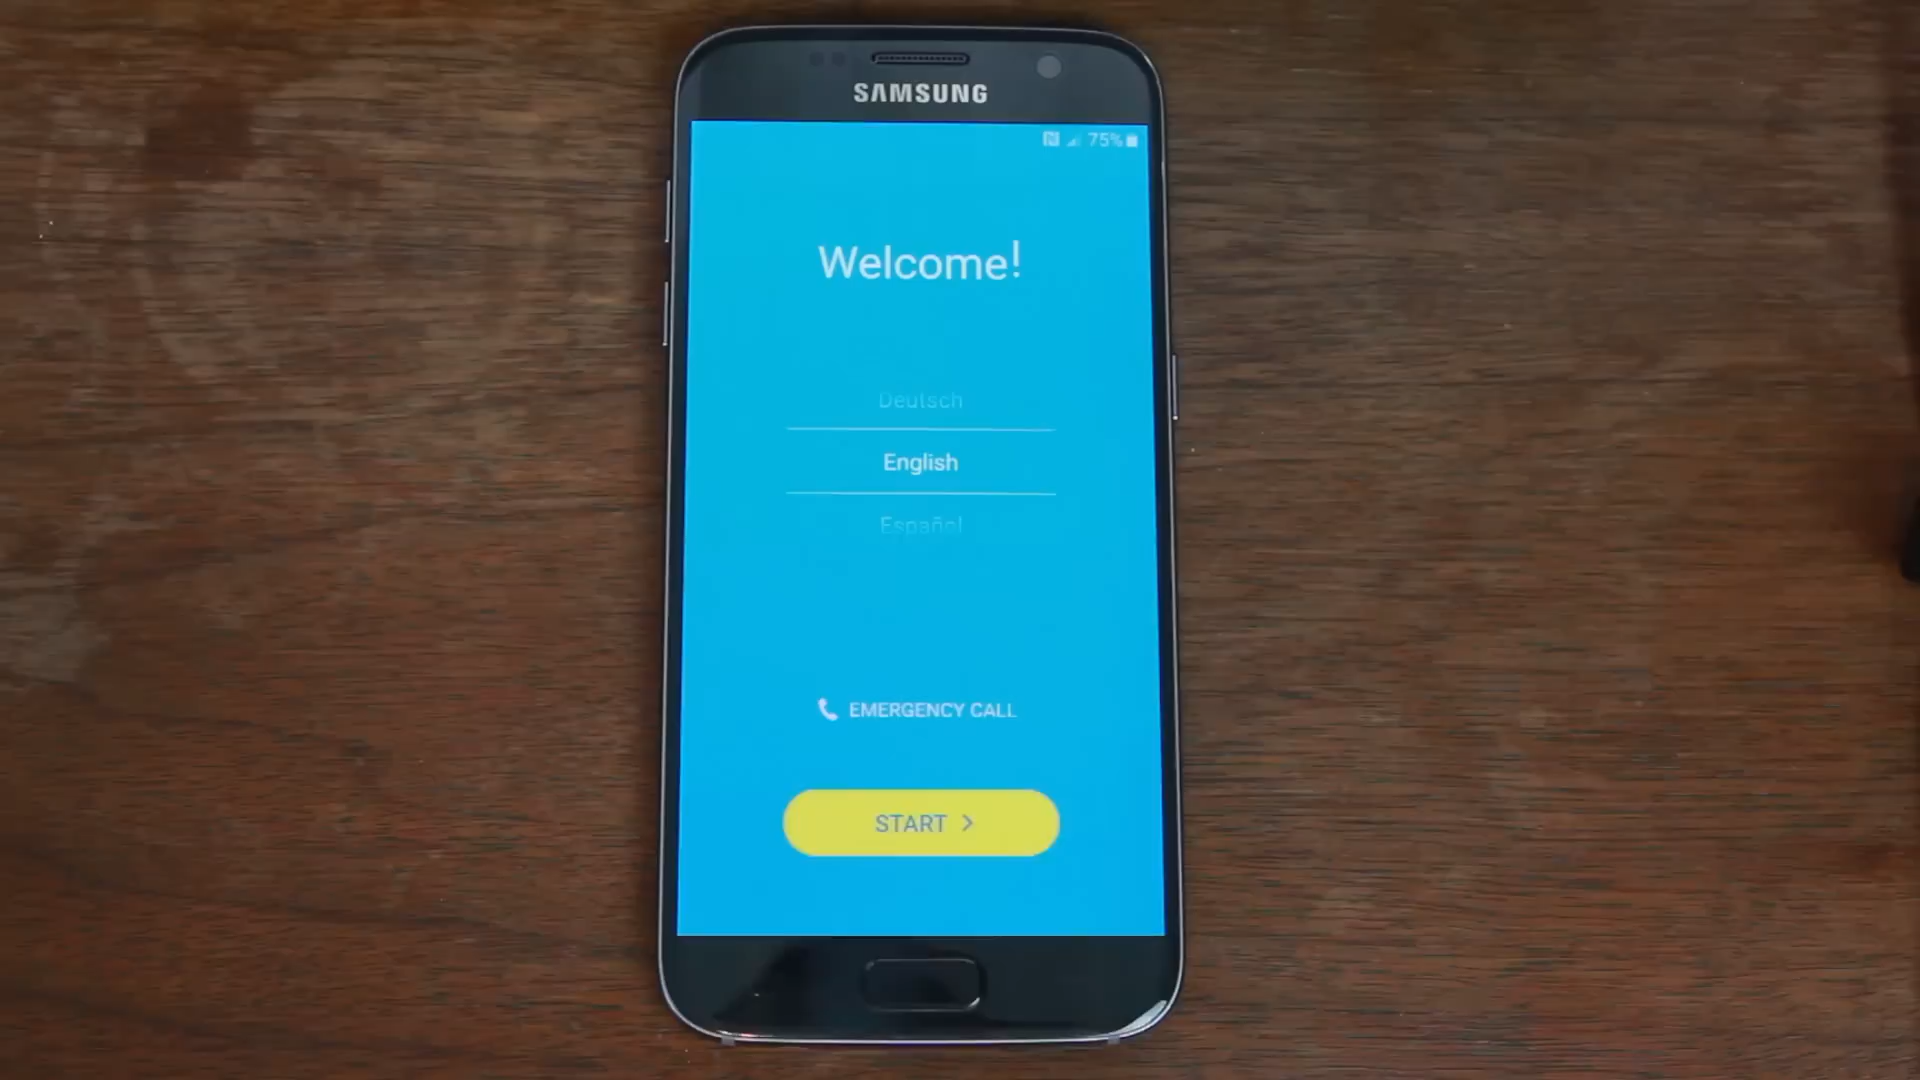 SAMSUNG
75%
Welcome!
Deutsch
English
Español
EMERGENCY CALL
START >